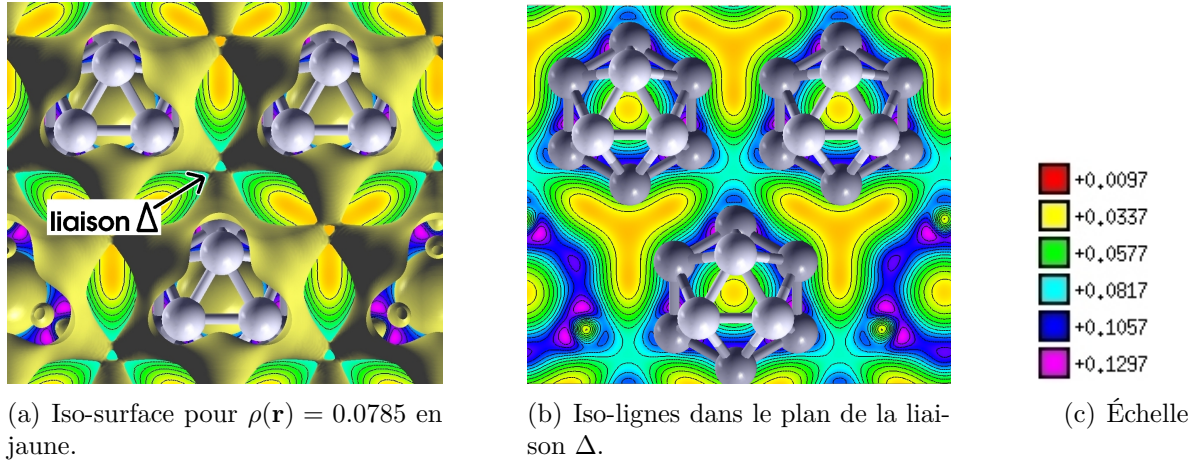 liaison Δ
+0.0097
+0.0337
+0.0577
+0.0817
+0.1057
+0.1297
(a) Iso-surface pour ρ(r) = 0.0785 en
jaune.
(b) Iso-lignes dans le plan de la liai-
son Δ.
(c) Échelle